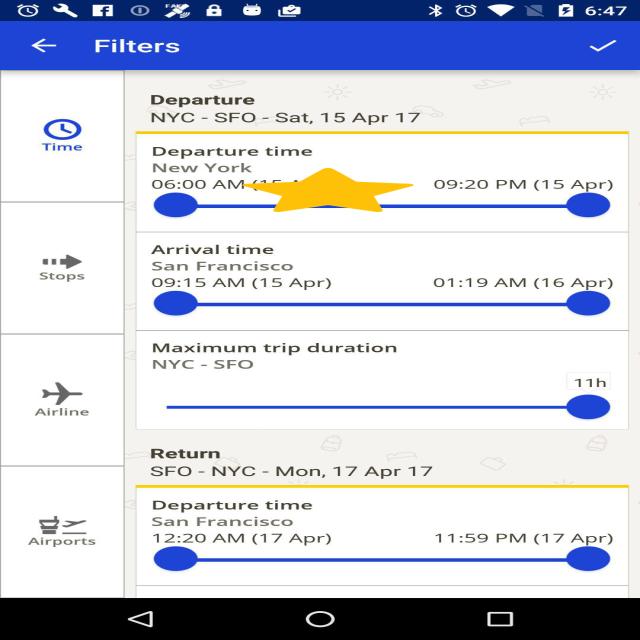 6:47
Filters
Time
Stops
Airline
Airports
Departure
NYC - SFO - Sat, 15 Apr 17
Departure time
New York
06:00 AM 09:20 PM (15 Apr)
Arrival time
San Francisco
09:15 AM (15 Apr) 01:19 AM (16 Apr)
Maximum trip duration
NYC - SFO
11h
Return
SFO - NYC - Mon, 17 Apr 17
Departure time
San Francisco
12:20 AM (17 Apr) 11:59 PM (17 Apr)